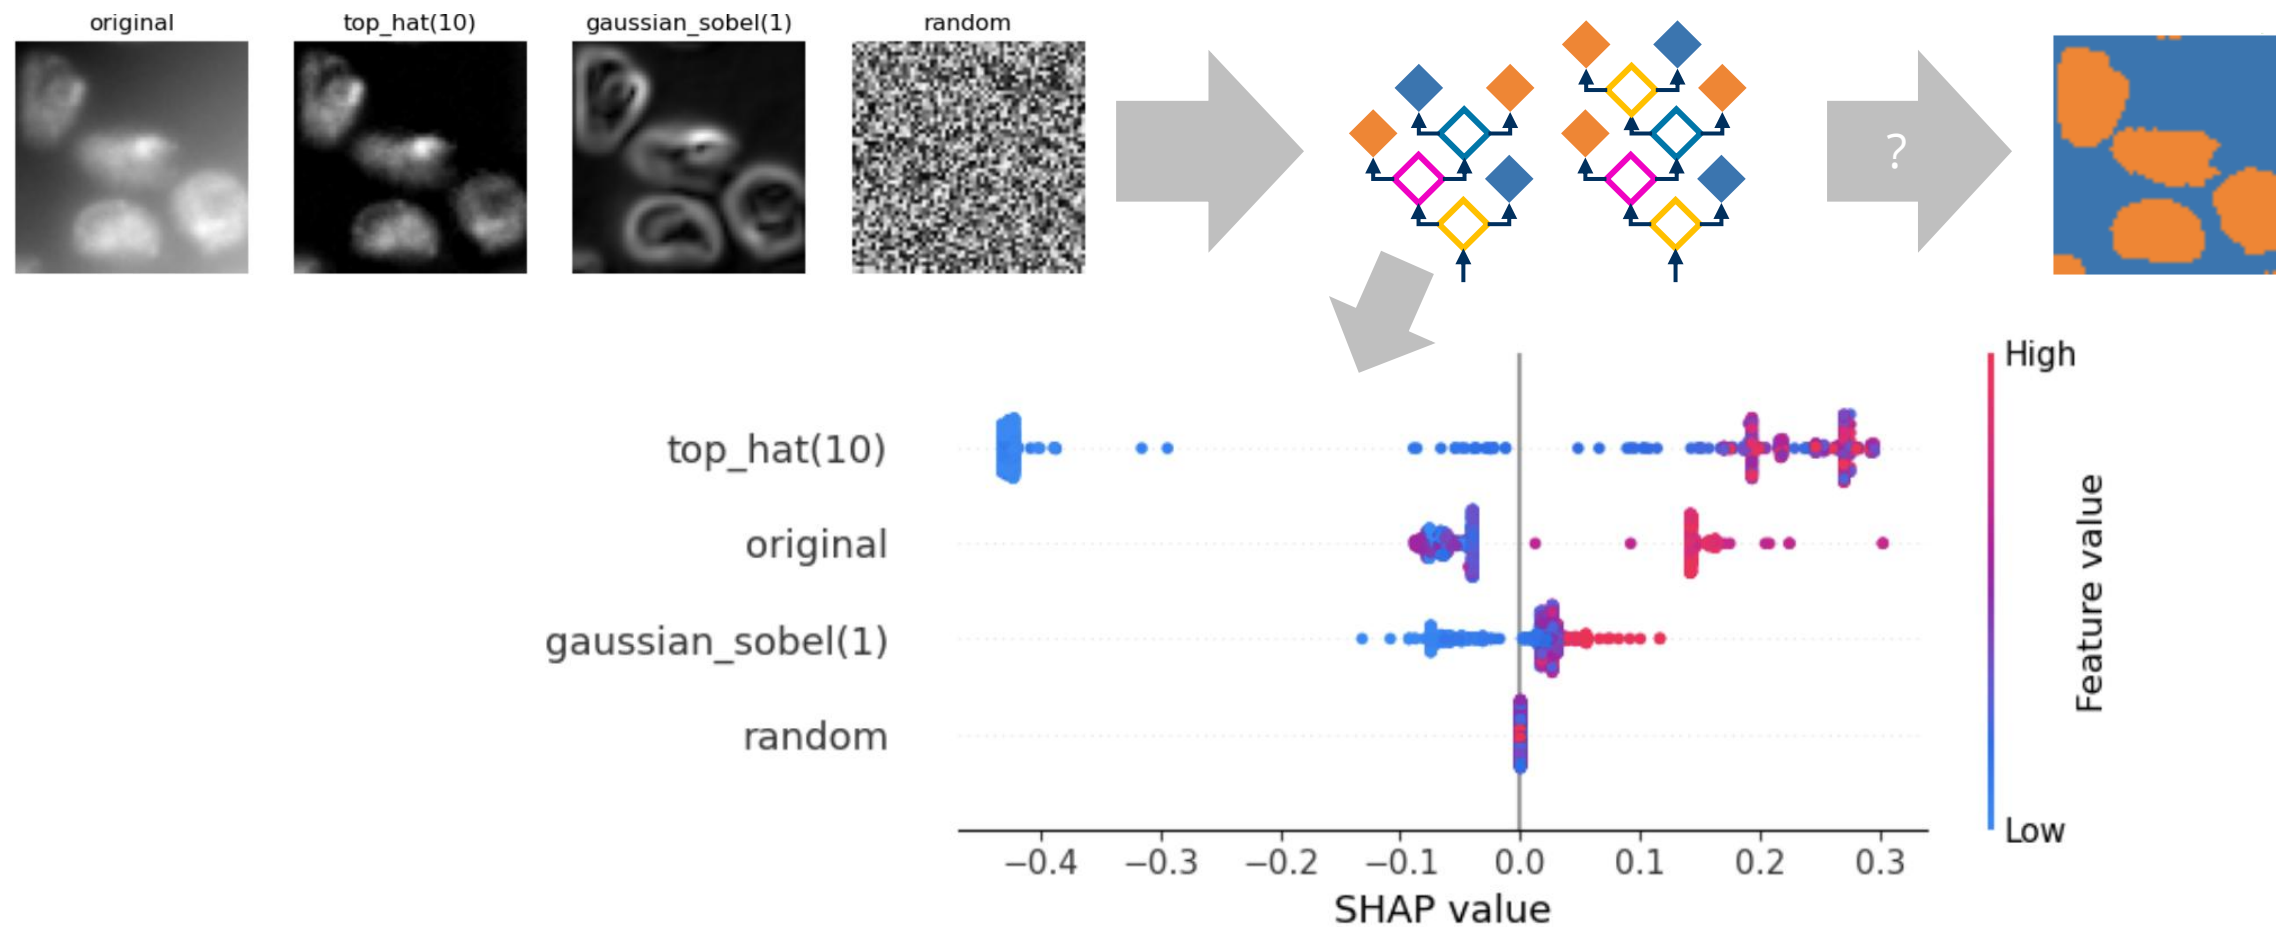 original
top_hat(10)
gaussian_sobel(1)
random
?
High
top_hat(10)
original
gaussian_sobel(1)
random
Feature value
Low
−0.4 −0.3 −0.2 −0.1 0.0 0.1 0.2 0.3
SHAP value